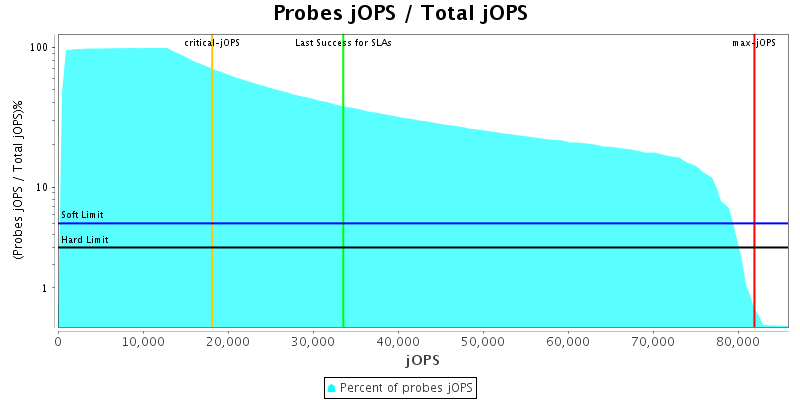 Probes jOPS / Total jOPS
critical-jOPS
Last Success for SLAs
max-jOPS
100
10
1
Soft Limit
Hard Limit
(Probes jOPS / Total jOPS)%
0
10,000
20,000
30,000
40,000
50,000
60,000
70,000
80,000
jOPS
Percent of probes jOPS